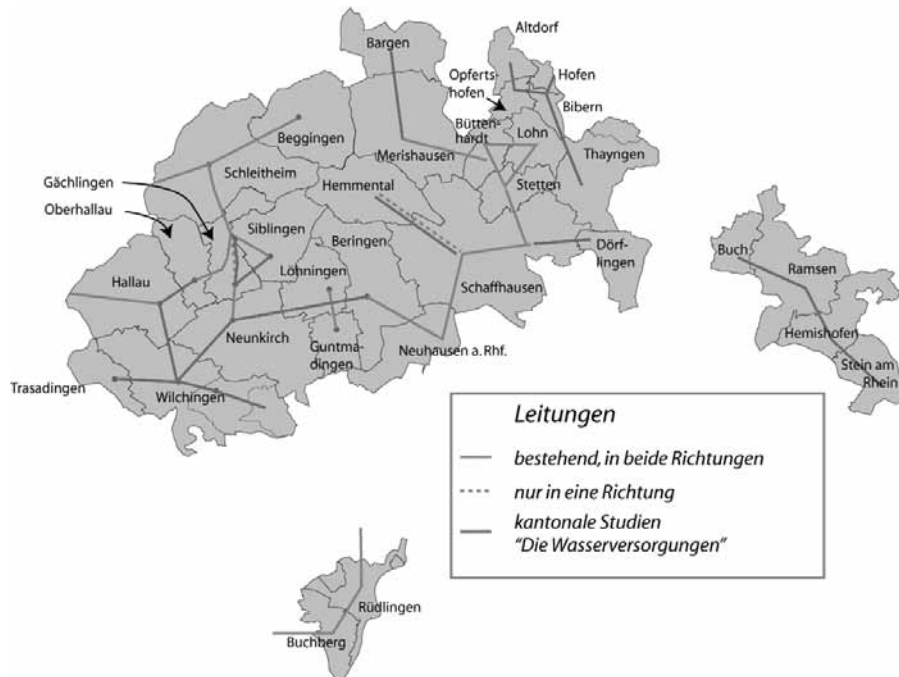 Altdorf
Bargen
Hofen
Opferts-
hofen
Bibern
Bütten-
hardt
Lohn
Beggingen
Merishausen
Thayngen
Gächlingen
Schleitheim
Hemmental
Stetten
Oberhallau
Siblingen
Beringen
Dörf-
lingen
Buch
Hallau
Löhningen
Ramsen
Schaffhausen
Neunkirch
Hemishofen
Guntma-
dingen
Neuhausen a. Rhf.
Stein am
Rhein
Trasadingen
Wilchingen
Leitungen
bestehend, in beide Richtungen
nur in eine Richtung
kantonale Studien
"Die Wasserversorgungen"
Rüdlingen
Buchberg